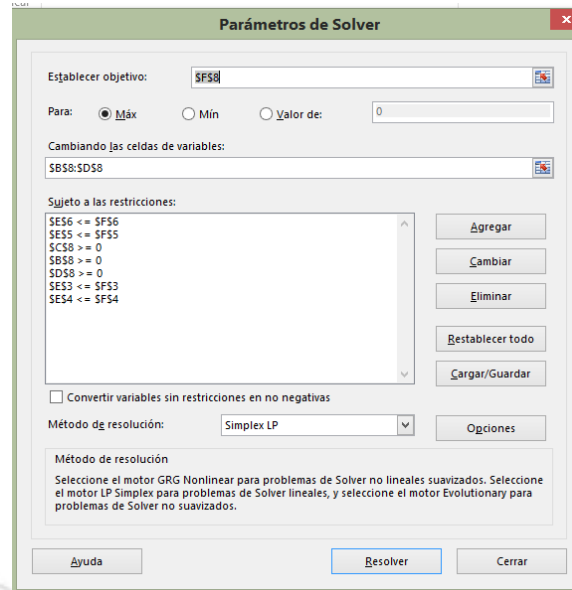 Parámetros de Solver
x
Establecer objetivo: $F$8
Para: Máx Mín Valor de: 0
Cambiando las celdas de variables:
$B$8:$D$8
Sujeto a las restricciones:
$E$6 <= $F$6
$E$5 <= $F$5
$C$8 >= 0
$B$8 >= 0
$D$8 >= 0
$E$3 <= $F$3
$E$4 <= $F$4
Agregar
Cambiar
Eliminar
Restablecer todo
Cargar/Guardar
Convertir variables sin restricciones en no negativas
Método de resolución: Simplex LP
Opciones
Método de resolución
Seleccione el motor GRG Nonlinear para problemas de Solver no lineales suavizados. Seleccione
el motor LP Simplex para problemas de Solver lineales, y seleccione el motor Evolutionary para
problemas de Solver no suavizados.
Ayuda Resolver Cerrar